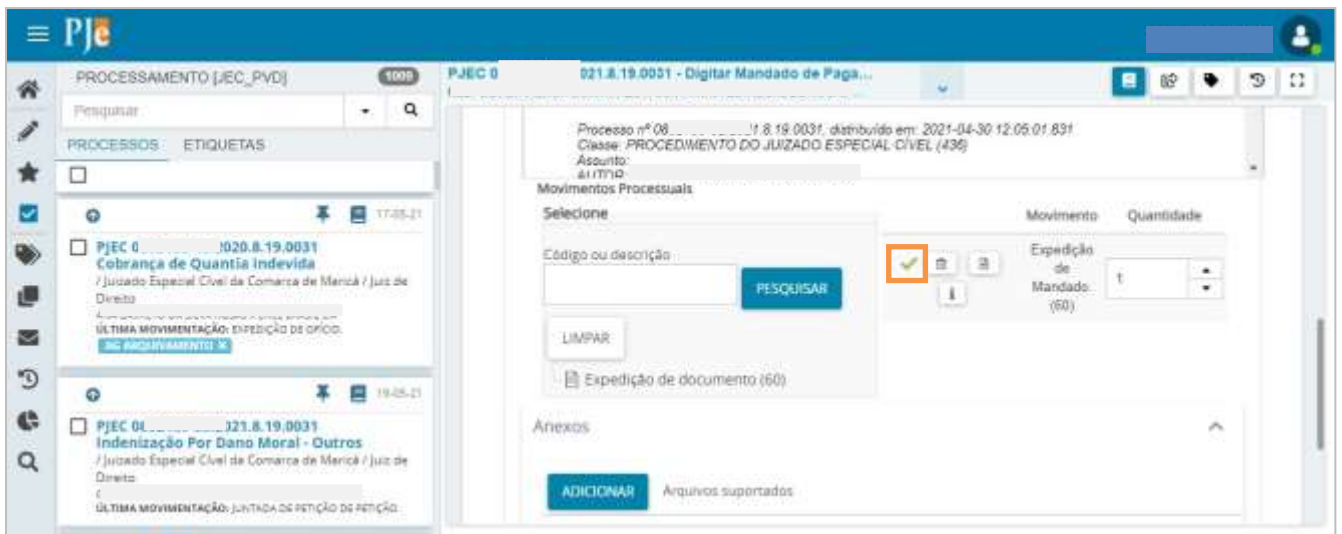 PJe
PROCESSAMENTO [JEC_PVD]
1009
Pesquisar
PROCESSOS ETIQUETAS
17-05-21
PJEC 0 2020.8.19.0031
Cobrança de Quantia Indevida
/ Juizado Especial Cível da Comarca de Maricá / Juiz de
Direito
ÚLTIMA MOVIMENTAÇÃO: EXPEDIÇÃO DE OFÍCIO.
AG ARQUIVAMENTO ×
19-05-21
PJEC 08 021.8.19.0031
Indenização Por Dano Moral - Outros
/ Juizado Especial Cível da Comarca de Maricá / Juiz de
Direito
ÚLTIMA MOVIMENTAÇÃO: JUNTADA DE PETIÇÃO DE PETIÇÃO.
PJEC 0 021.8.19.0031 - Digitar Mandado de Paga...
Processo nº 08 1.8.19.0031, distribuído em: 2021-04-30 12:05:01.831
Classe: PROCEDIMENTO DO JUIZADO ESPECIAL CÍVEL (436)
Assunto:
AUTOR:
Movimentos Processuais
Selecione
Código ou descrição
PESQUISAR
LIMPAR
Expedição de documento (60)
Movimento Quantidade
Expedição
de
Mandado
(60)
1
Anexos
ADICIONAR Arquivos suportados